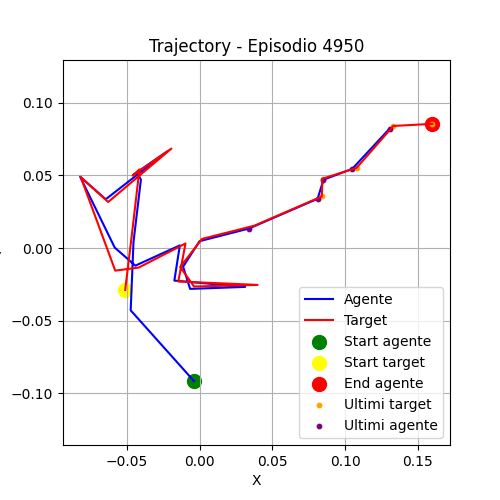 Trajectory - Episodio 4950
0.10
0.05
0.00
−0.05
−0.10
−0.05
0.00
0.05
0.10
0.15
X
Agente
Target
Start agente
Start target
End agente
Ultimi target
Ultimi agente